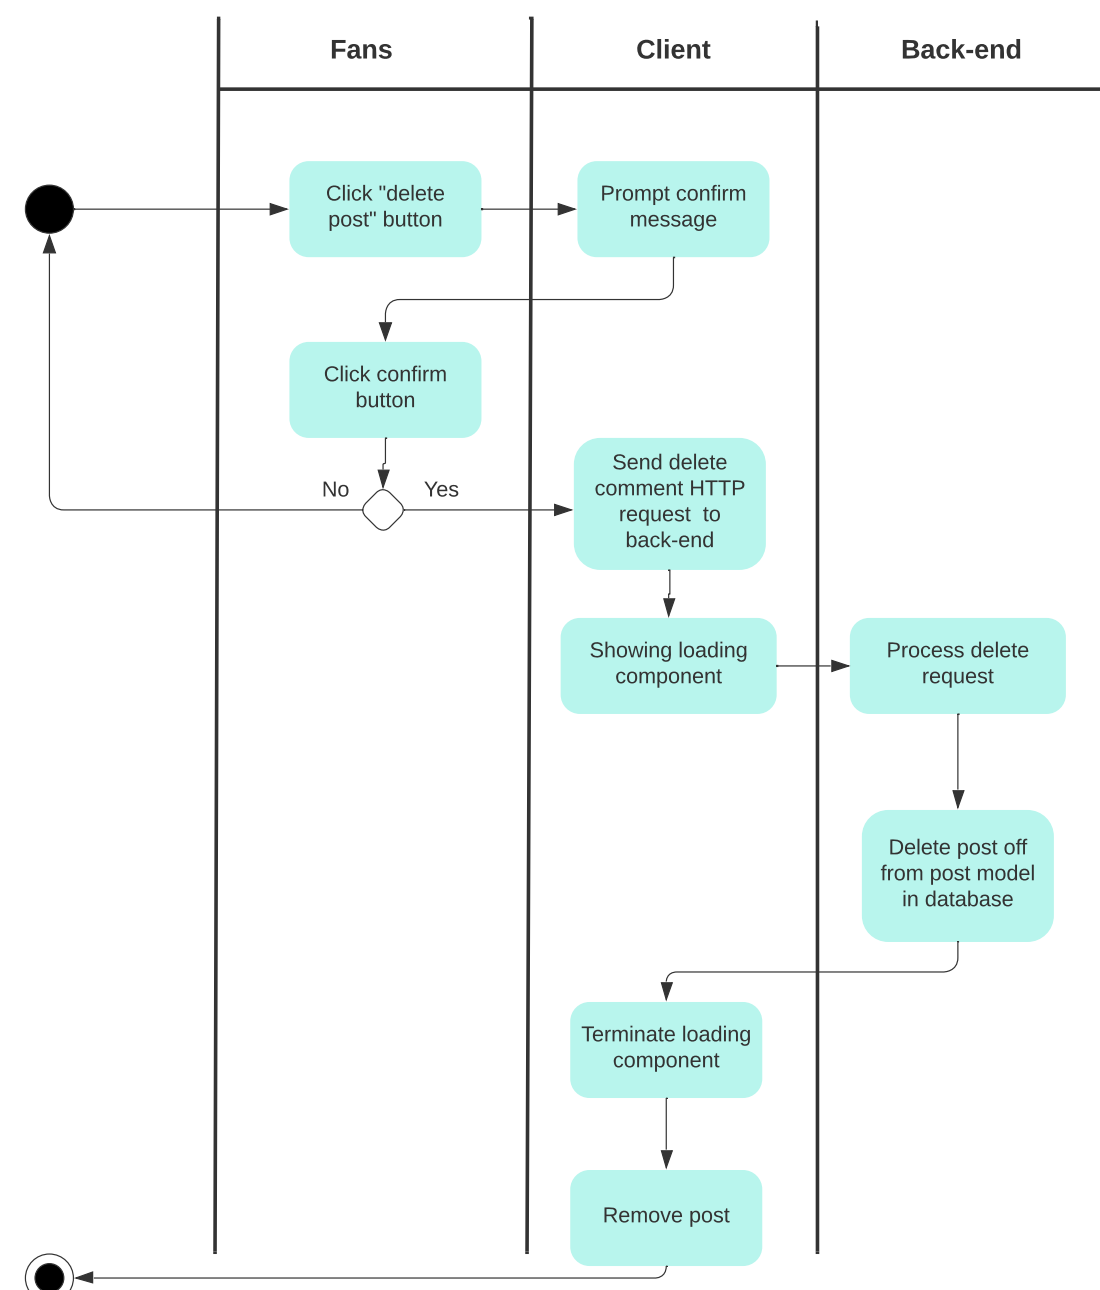 Fans
Client
Back-end
Click "delete
post" button
Prompt confirm
message
Click confirm
button
No
Yes
Send delete
comment HTTP
request  to
back-end
Showing loading
component
Process delete
request
Delete post off
from post model
in database
Terminate loading
component
Remove post